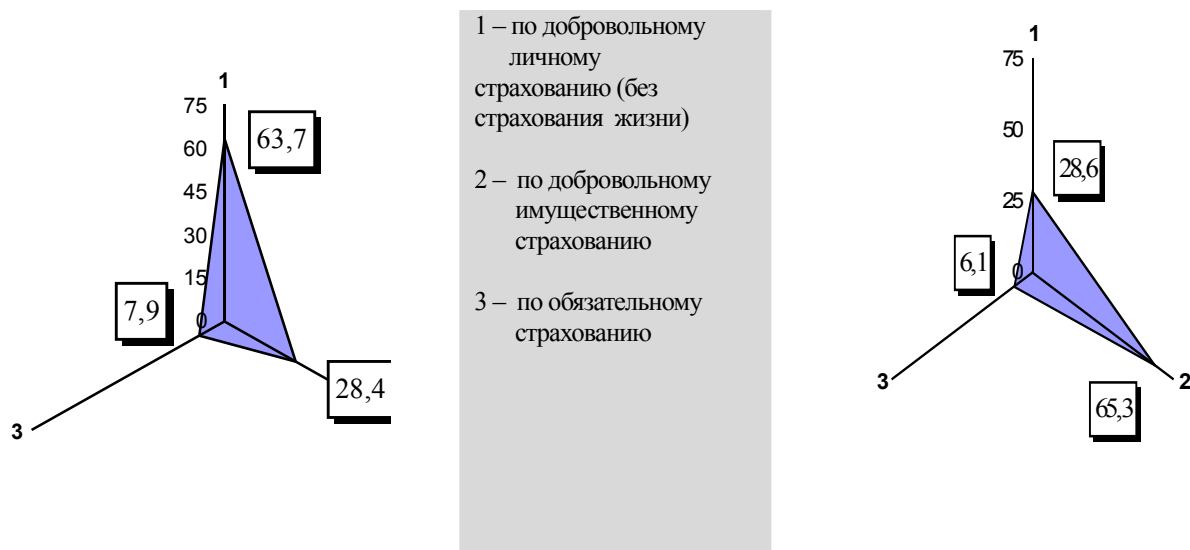 1
75
60
63,7
45
30
15
7,9
0
28,4
3
1 – по добровольному
личному
страхованию (без
страхования жизни)
2 – по добровольному
имущественному
страхованию
3 – по обязательному
страхованию
1
75
50
28,6
25
6,1
0
3
2
65,3